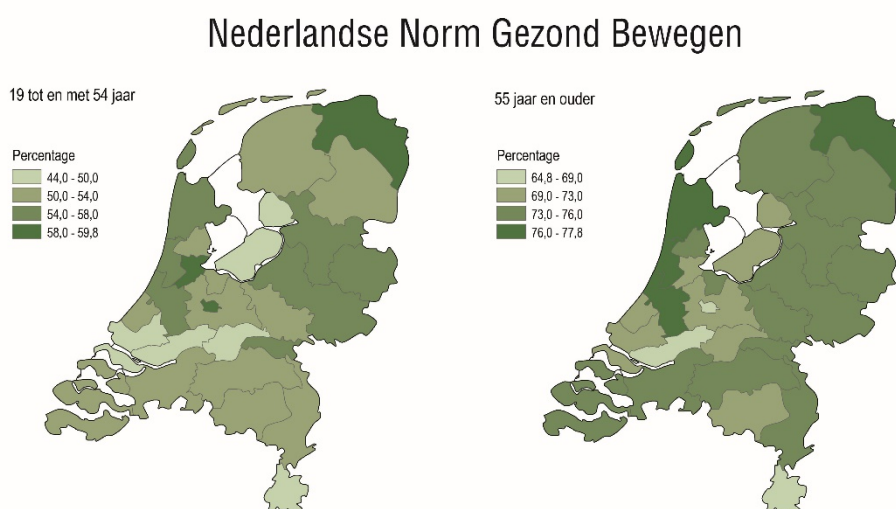 Nederlandse Norm Gezond Bewegen
19 tot en met 54 jaar
Percentage
44,0 - 50,0
50,0 - 54,0
54,0 - 58,0
58,0 - 59,8
55 jaar en ouder
Percentage
64,8 - 69,0
69,0 - 73,0
73,0 - 76,0
76,0 - 77,8